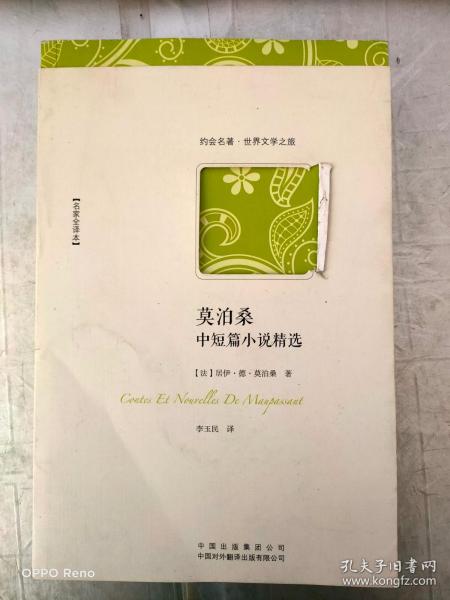 约会名著·世界文学之旅
【名家全译本】
莫泊桑
中短篇小说精选
【法】居伊·德·莫泊桑 著
Contes Et Nouvelles De Maupassant
李玉民 译
中国出版集团公司
中国对外翻译出版有限公司
OPPO Reno
孔夫子旧书网
www.kongfz.com